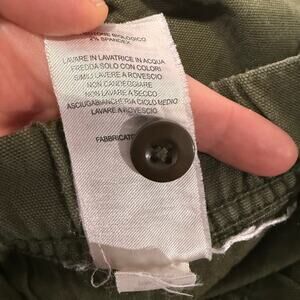 COTONE BIOLOGICO
2% SPANDEX
LAVARE IN LAVATRICE IN ACQUA
FREDDA SOLO CON COLORI
SIMILI LAVARE A ROVESCIO
NON CANDEGGIARE
NON LAVARE A SECCO
ASCIUGABIANCHERIA CICLO MEDIO
LAVARE A ROVESCIO
FABBRICATO